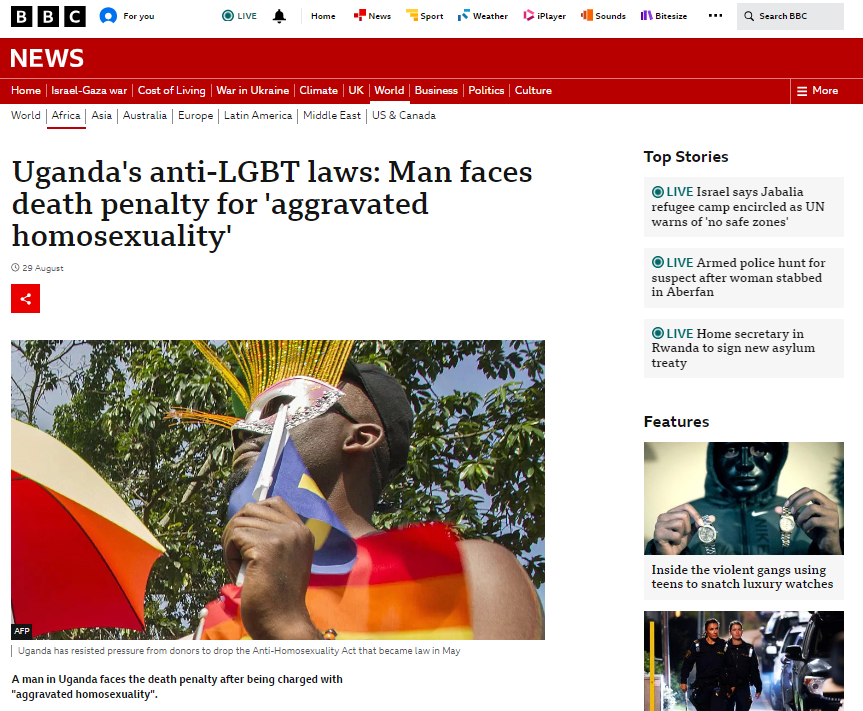 BBC For you LIVE Home News Sport Weather iPlayer Sounds Bitesize Search BBC
NEWS
Home Israel-Gaza war Cost of Living War in Ukraine Climate UK World Business Politics Culture More
World Africa Asia Australia Europe Latin America Middle East US & Canada
Uganda's anti-LGBT laws: Man faces
death penalty for 'aggravated
homosexuality'
29 August
AFP
Uganda has resisted pressure from donors to drop the Anti-Homosexuality Act that became law in May
A man in Uganda faces the death penalty after being charged with
"aggravated homosexuality".
Top Stories
LIVE Israel says Jabalia
refugee camp encircled as UN
warns of 'no safe zones'
LIVE Armed police hunt for
suspect after woman stabbed
in Aberfan
LIVE Home secretary in
Rwanda to sign new asylum
treaty
Features
NIKE
Inside the violent gangs using
teens to snatch luxury watches